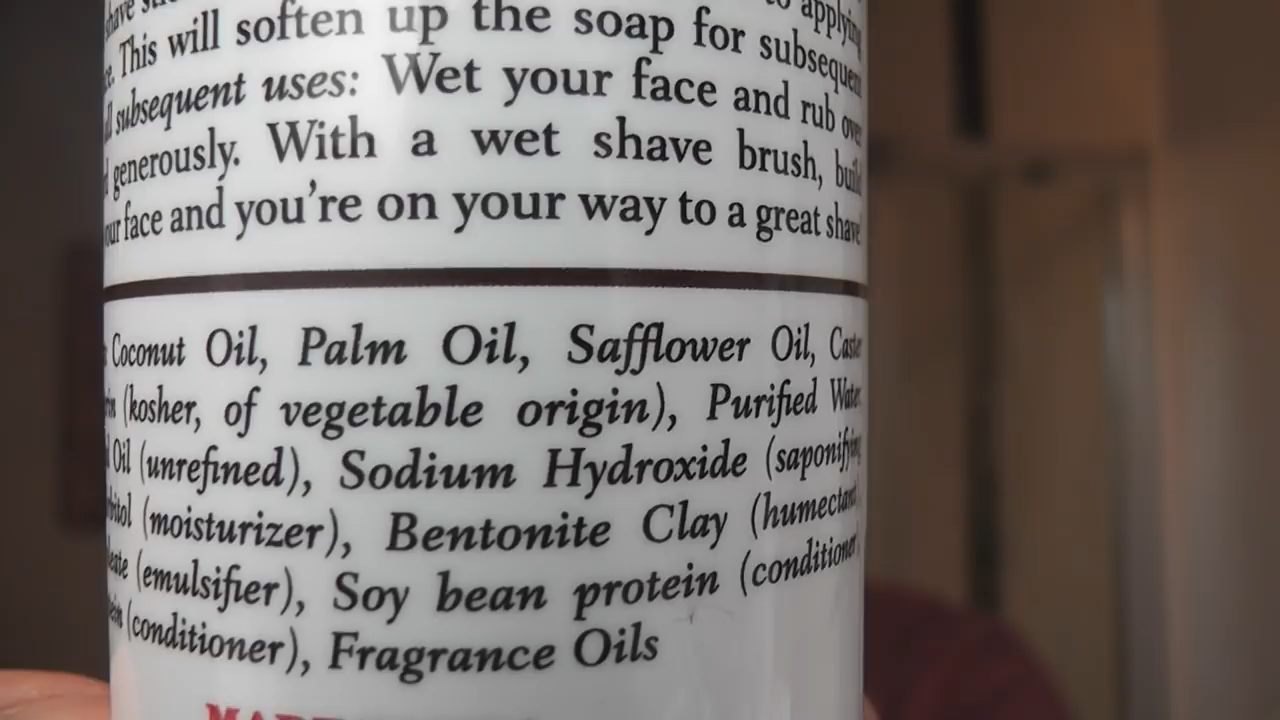 This will soften up the soap for subsequent
subsequent uses: Wet your face and rub over
generously. With a wet shave brush,
face and you're on your way to a great shave
Coconut Oil, Palm Oil, Safflower Oil,
(kosher, of vegetable origin), Purified Water
Oil (unrefined), Sodium Hydroxide (saponifying
(moisturizer), Bentonite Clay (humectant
(emulsifier), Soy bean protein (conditioner
(conditioner), Fragrance Oils